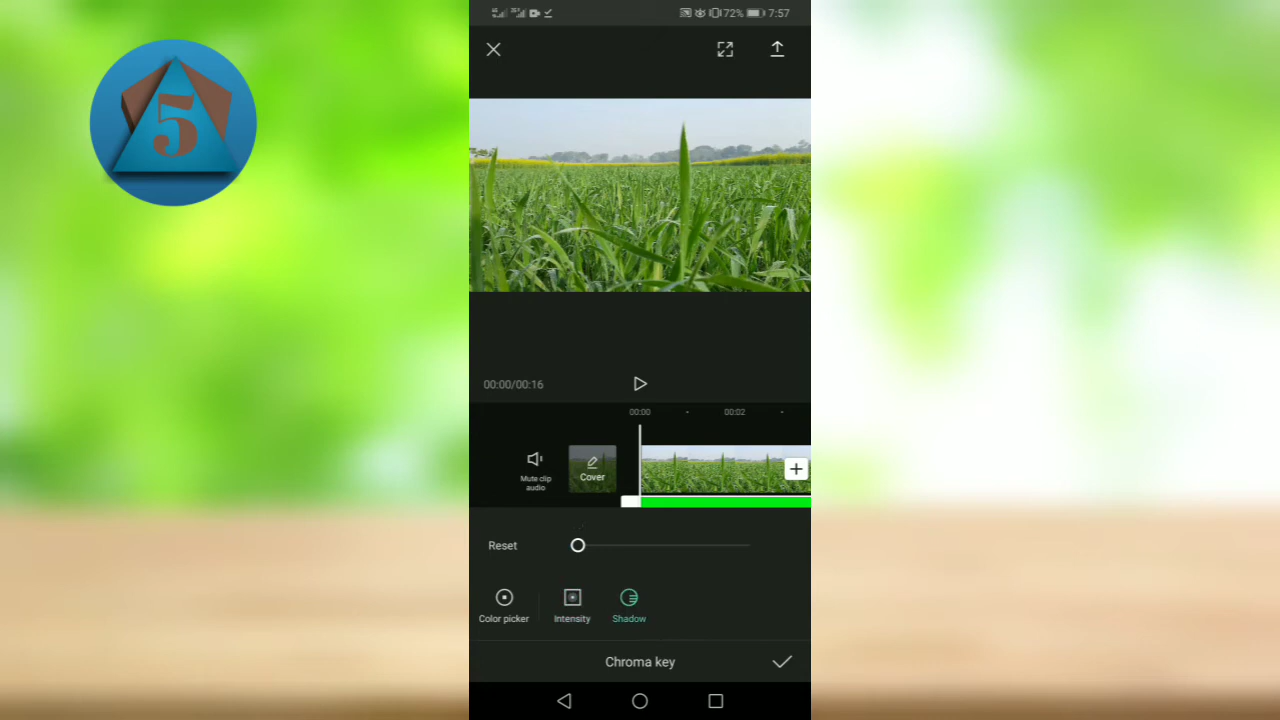 72% 7:57
5
00:00/00:16
00:00 00:02
Mute clip
audio
Cover
Reset
Color picker Intensity Shadow
Chroma key